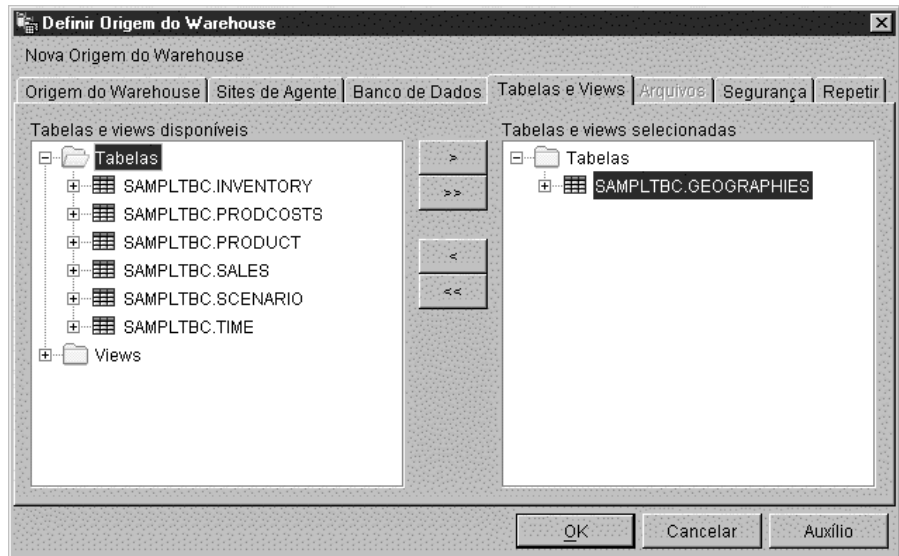 Definir Origem do Warehouse
Nova Origem do Warehouse
Origem do Warehouse Sites de Agente Banco de Dados Tabelas e Views Arquivos Segurança Repetir
Tabelas e views disponíveis
Tabelas
SAMPLTBC.INVENTORY
SAMPLTBC.PRODCOSTS
SAMPLTBC.PRODUCT
SAMPLTBC.SALES
SAMPLTBC.SCENARIO
SAMPLTBC.TIME
Views
>
>>
<
<<
Tabelas e views selecionadas
Tabelas
SAMPLTBC.GEOGRAPHIES
OK Cancelar Auxílio